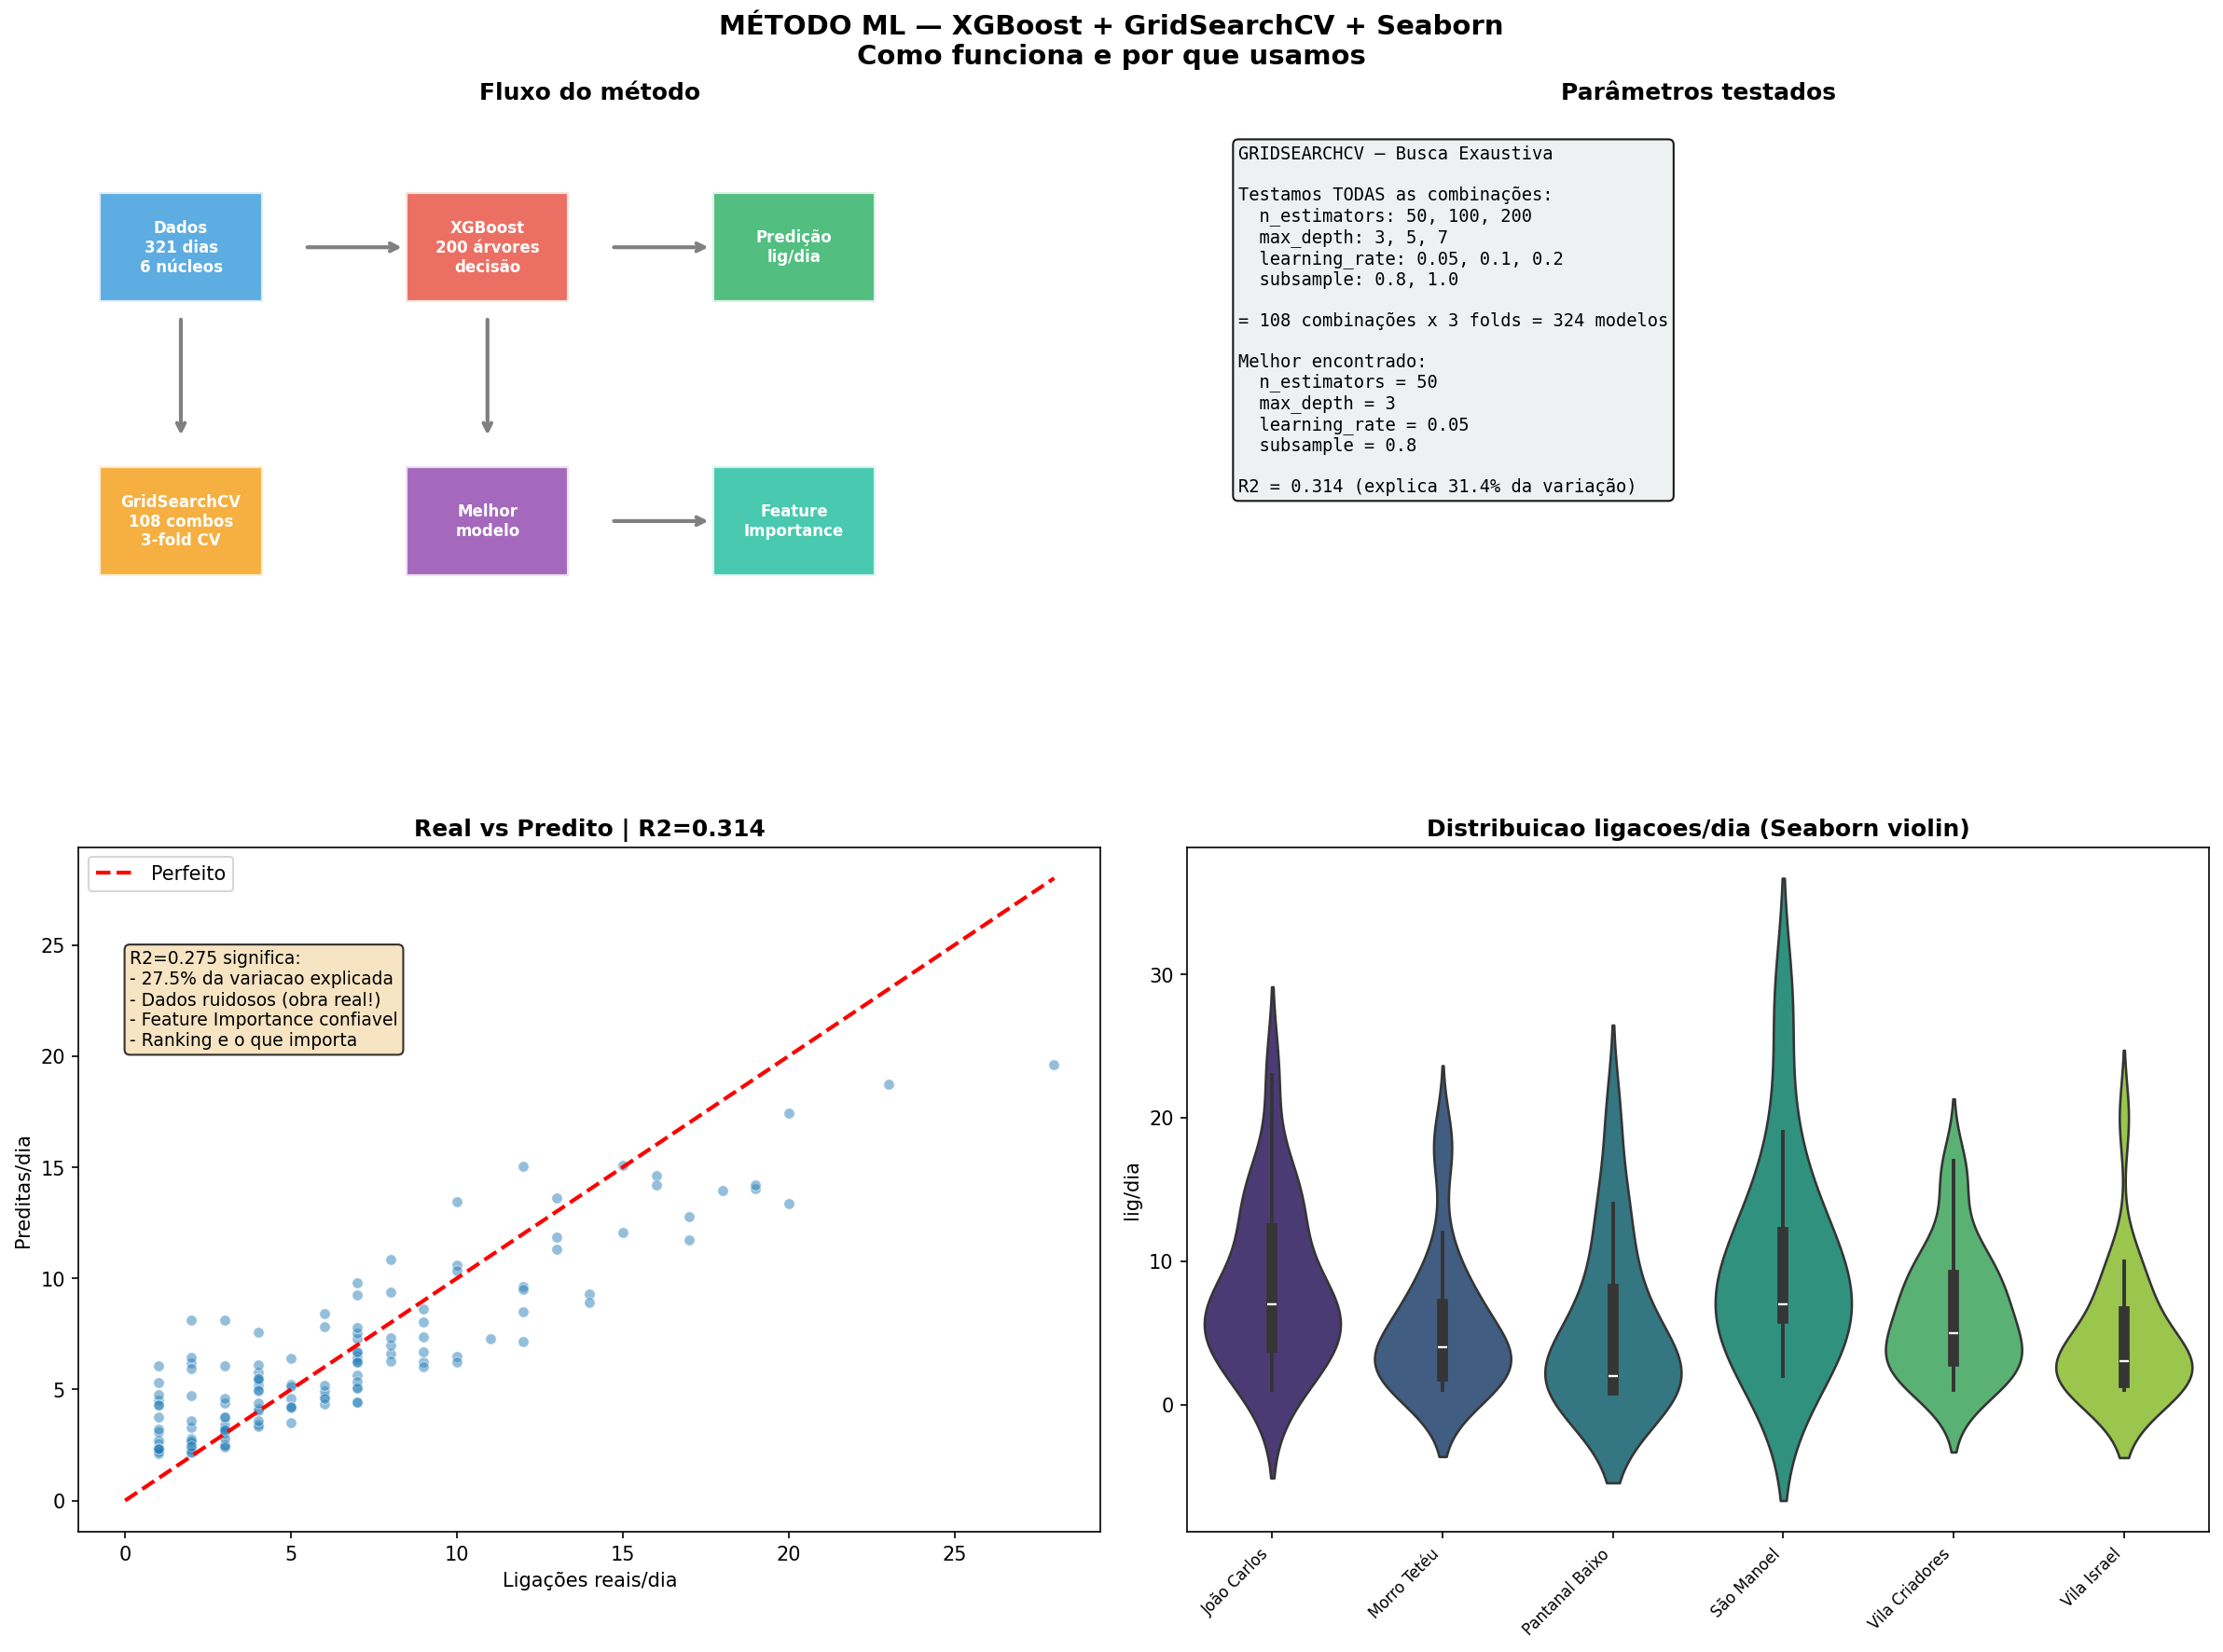 MÉTODO ML — XGBoost + GridSearchCV + Seaborn
Como funciona e por que usamos
Fluxo do método
Dados
321 dias
6 núcleos
XGBoost
200 árvores
decisão
Predição
lig/dia
GridSearchCV
108 combos
3-fold CV
Melhor
modelo
Feature
Importance
Parâmetros testados
GRIDSEARCHCV — Busca Exaustiva
Testamos TODAS as combinações:
n_estimators: 50, 100, 200
max_depth: 3, 5, 7
learning_rate: 0.05, 0.1, 0.2
subsample: 0.8, 1.0
= 108 combinações x 3 folds = 324 modelos
Melhor encontrado:
n_estimators = 50
max_depth = 3
learning_rate = 0.05
subsample = 0.8
R2 = 0.314 (explica 31.4% da variação)
Real vs Predito | R2=0.314
Perfeito
R2=0.275 significa:
- 27.5% da variacao explicada
- Dados ruidosos (obra real!)
- Feature Importance confiavel
- Ranking e o que importa
Preditas/dia
25
20
15
10
5
0
0
5
10
15
20
25
Ligações reais/dia
Distribuicao ligacoes/dia (Seaborn violin)
lig/dia
30
20
10
0
João Carlos
Morro Tetéu
Pantanal Baixo
São Manoel
Vila Criadores
Vila Israel